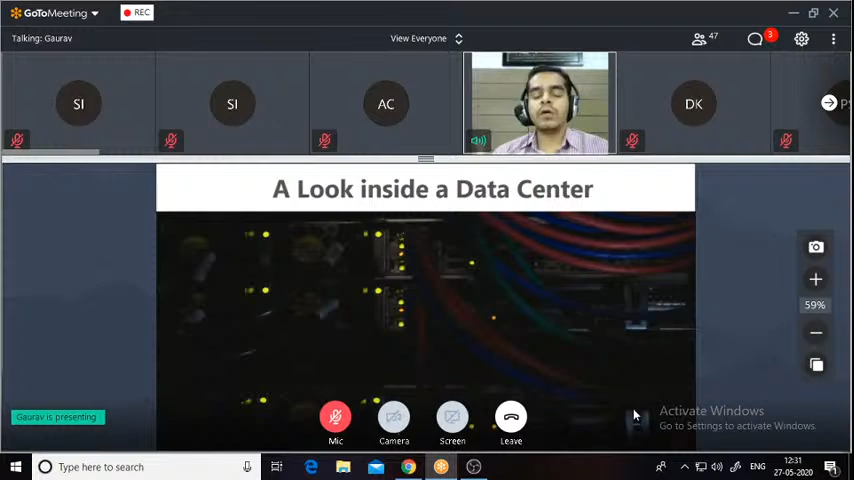 GoToMeeting
REC
Talking: Gaurav
View Everyone
47
3
SI
SI
AC
DK
PS
A Look inside a Data Center
59%
Gaurav is presenting
Activate Windows
Go to Settings to activate Windows.
Mic
Camera
Screen
Leave
Type here to search
ENG
12:31
27-05-2020
1